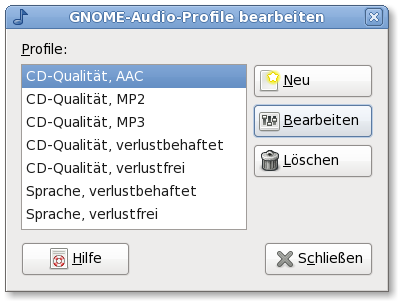 GNOME-Audio-Profile bearbeiten
Profile:
CD-Qualität, AAC
CD-Qualität, MP2
CD-Qualität, MP3
CD-Qualität, verlustbehaftet
CD-Qualität, verlustfrei
Sprache, verlustbehaftet
Sprache, verlustfrei
Neu
Bearbeiten
Löschen
Hilfe
Schließen